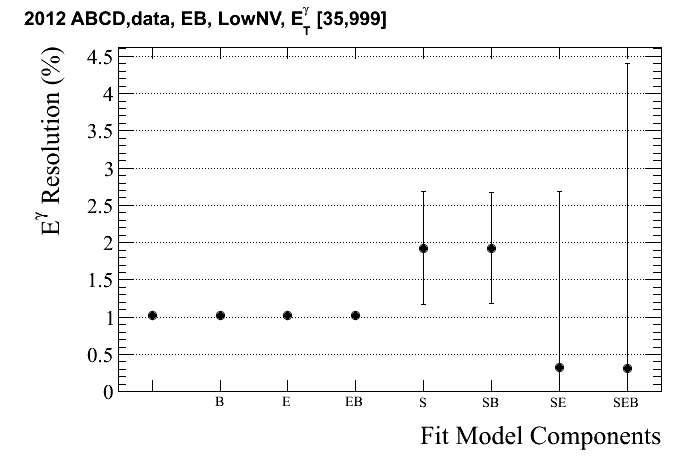 2012 ABCD,data, EB, LowNV, E_T^γ [35,999]
E^γ Resolution (%)
4.5
4
3.5
3
2.5
2
1.5
1
0.5
0
B E EB S SB SE SEB
Fit Model Components